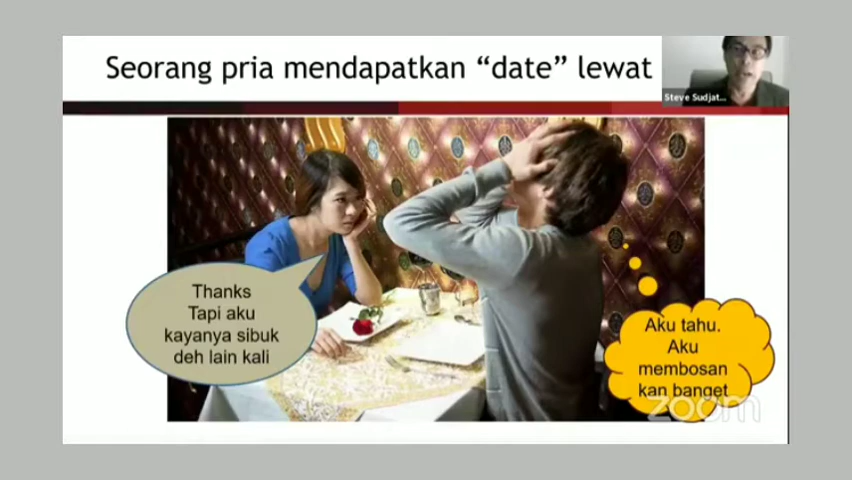 Seorang pria mendapatkan “date” lewat
Steve Sudjat...
Thanks
Tapi aku
kayanya sibuk
deh lain kali
Aku tahu.
Aku
membosan
kan banget
zoom